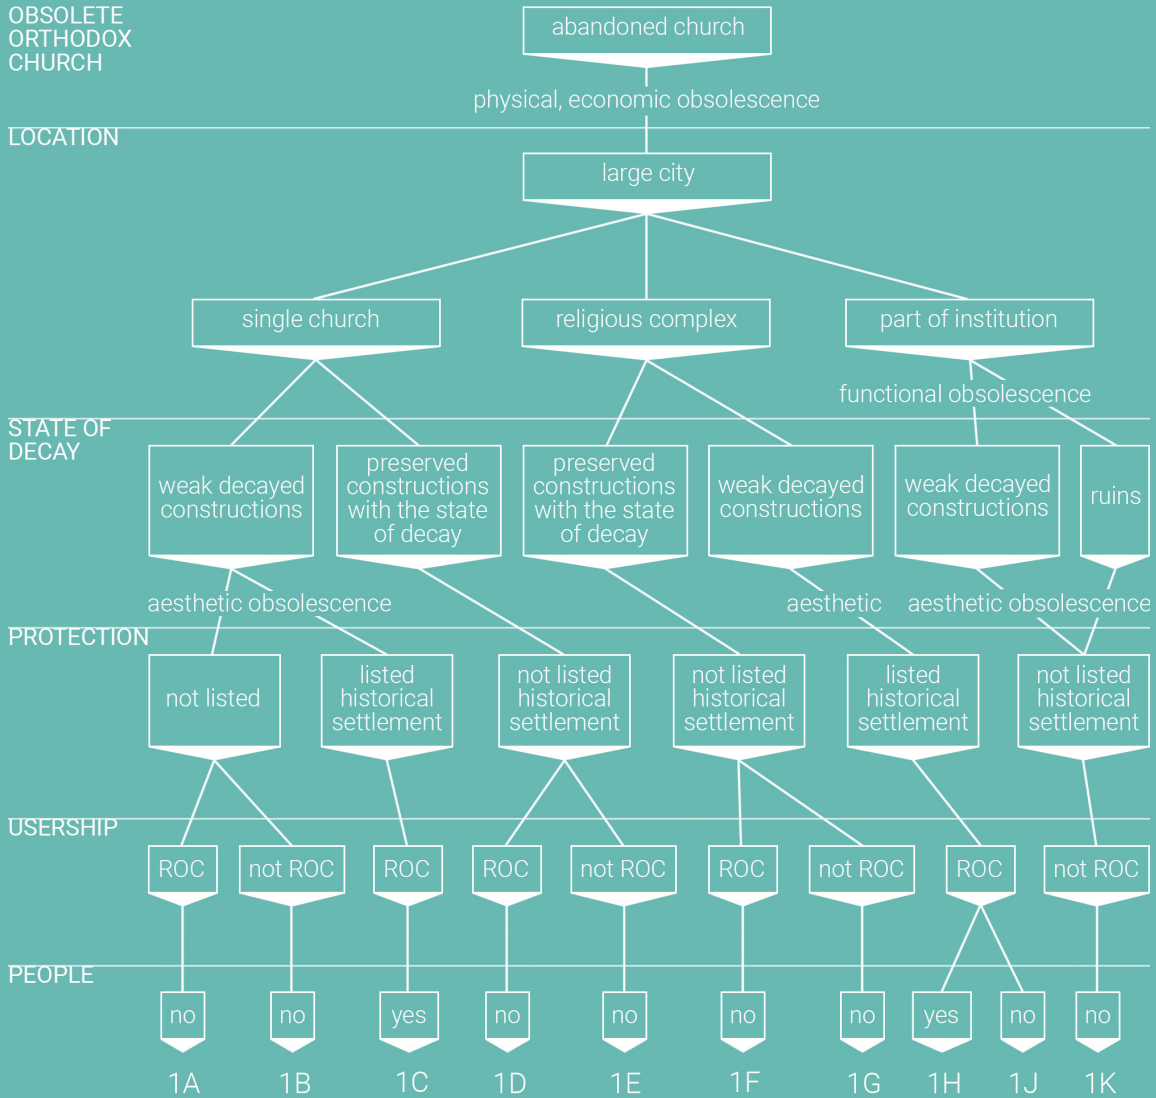 OBSOLETE
ORTHODOX
CHURCH
abandoned church
physical, economic obsolescence
LOCATION
large city
single church
religious complex
part of institution
functional obsolescence
STATE OF
DECAY
weak decayed
constructions
preserved
constructions
with the state
of decay
preserved
constructions
with the state
of decay
weak decayed
constructions
weak decayed
constructions
ruins
aesthetic obsolescence
aesthetic
aesthetic obsolescence
PROTECTION
not listed
listed
historical
settlement
not listed
historical
settlement
not listed
historical
settlement
listed
historical
settlement
not listed
historical
settlement
USERSHIP
ROC
not ROC
ROC
ROC
not ROC
ROC
not ROC
ROC
not ROC
PEOPLE
no
no
yes
no
no
no
no
yes
no
no
1A
1B
1C
1D
1E
1F
1G
1H
1J
1K